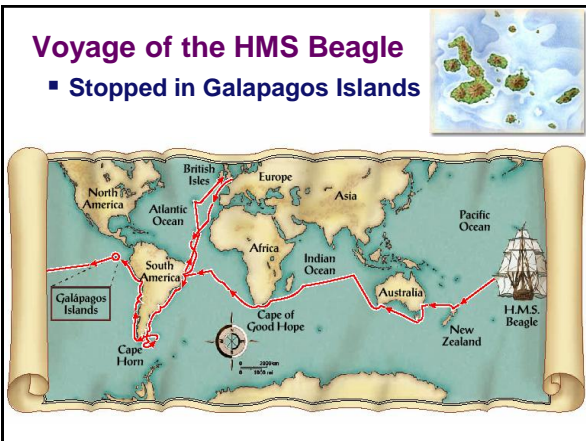 Voyage of the HMS Beagle
▪ Stopped in Galapagos Islands
British
Isles
Europe
North
America
Asia
Atlantic
Ocean
Pacific
Ocean
Africa
Indian
Ocean
South
America
Galápagos
Islands
Australia
Cape of
Good Hope
New
Zealand
H.M.S.
Beagle
Cape
Horn